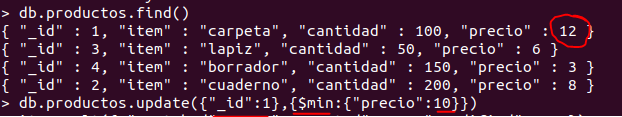 > db.productos.find()
{ "_id" : 1, "item" : "carpeta", "cantidad" : 100, "precio" : 12 }
{ "_id" : 3, "item" : "lapiz", "cantidad" : 50, "precio" : 6 }
{ "_id" : 4, "item" : "borrador", "cantidad" : 150, "precio" : 3 }
{ "_id" : 2, "item" : "cuaderno", "cantidad" : 200, "precio" : 8 }
> db.productos.update({"_id":1},{$min:{"precio":10}})